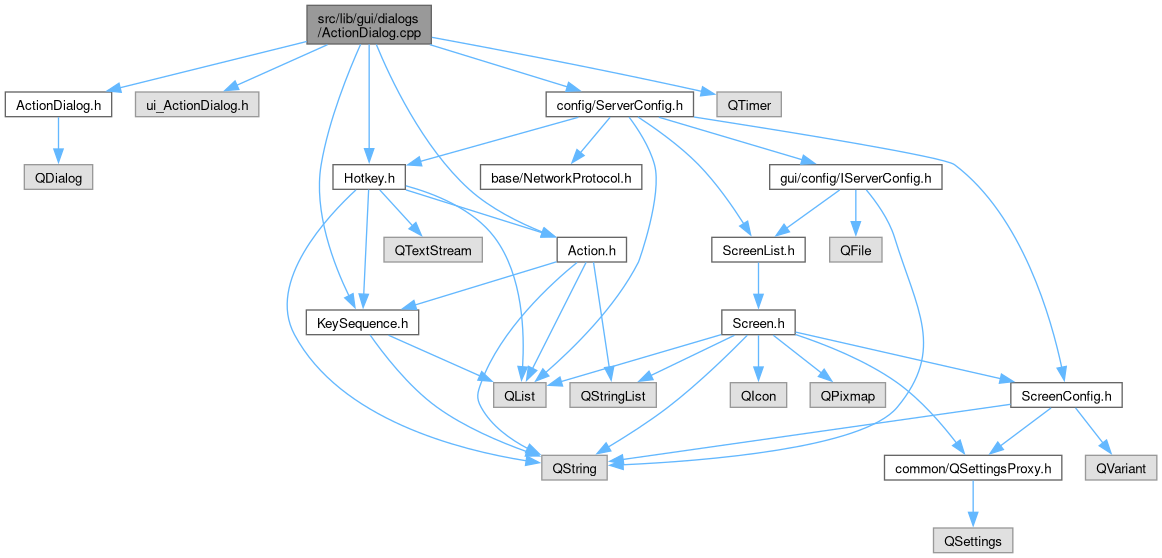 src/lib/gui/dialogs
/ActionDialog.cpp
ActionDialog.h
ui_ActionDialog.h
config/ServerConfig.h
QTimer
QDialog
Hotkey.h
base/NetworkProtocol.h
gui/config/IServerConfig.h
QTextStream
Action.h
ScreenList.h
QFile
KeySequence.h
Screen.h
QList
QStringList
QIcon
QPixmap
ScreenConfig.h
QString
common/QSettingsProxy.h
QVariant
QSettings